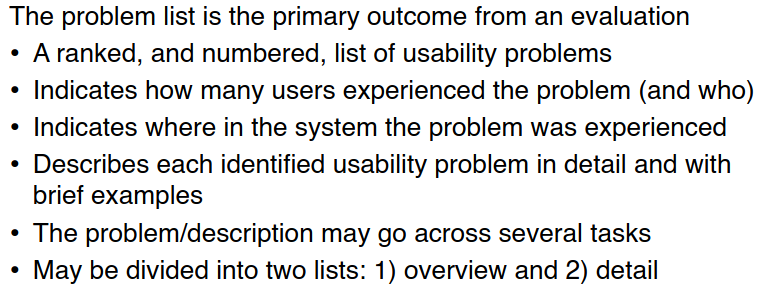 The problem list is the primary outcome from an evaluation
• A ranked, and numbered, list of usability problems
• Indicates how many users experienced the problem (and who)
• Indicates where in the system the problem was experienced
• Describes each identified usability problem in detail and with
brief examples
• The problem/description may go across several tasks
• May be divided into two lists: 1) overview and 2) detail